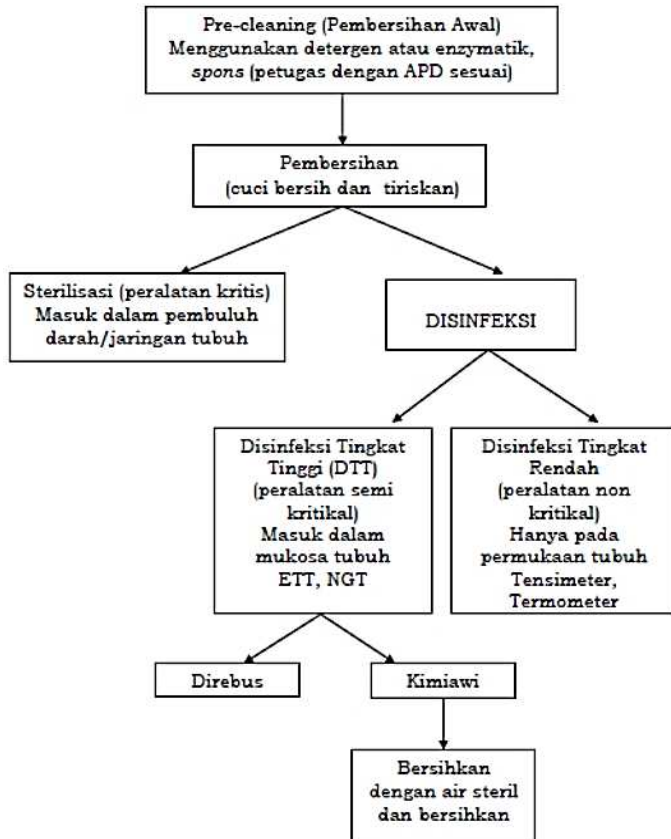 Pre-cleaning (Pembersihan Awal)
Menggunakan detergen atau enzymatik,
spons (petugas dengan APD sesuai)
Pembersihan
(cuci bersih dan tiriskan)
Sterilisasi (peralatan kritis)
Masuk dalam pembuluh
darah/jaringan tubuh
DISINFEKSI
Disinfeksi Tingkat
Tinggi (DTT)
(peralatan semi
kritikal)
Masuk dalam
mukosa tubuh
ETT, NGT
Disinfeksi Tingkat
Rendah
(peralatan non
kritikal)
Hanya pada
permukaan tubuh
Tensimeter,
Termometer
Direbus
Kimiawi
Bersihkan
dengan air steril
dan bersihkan